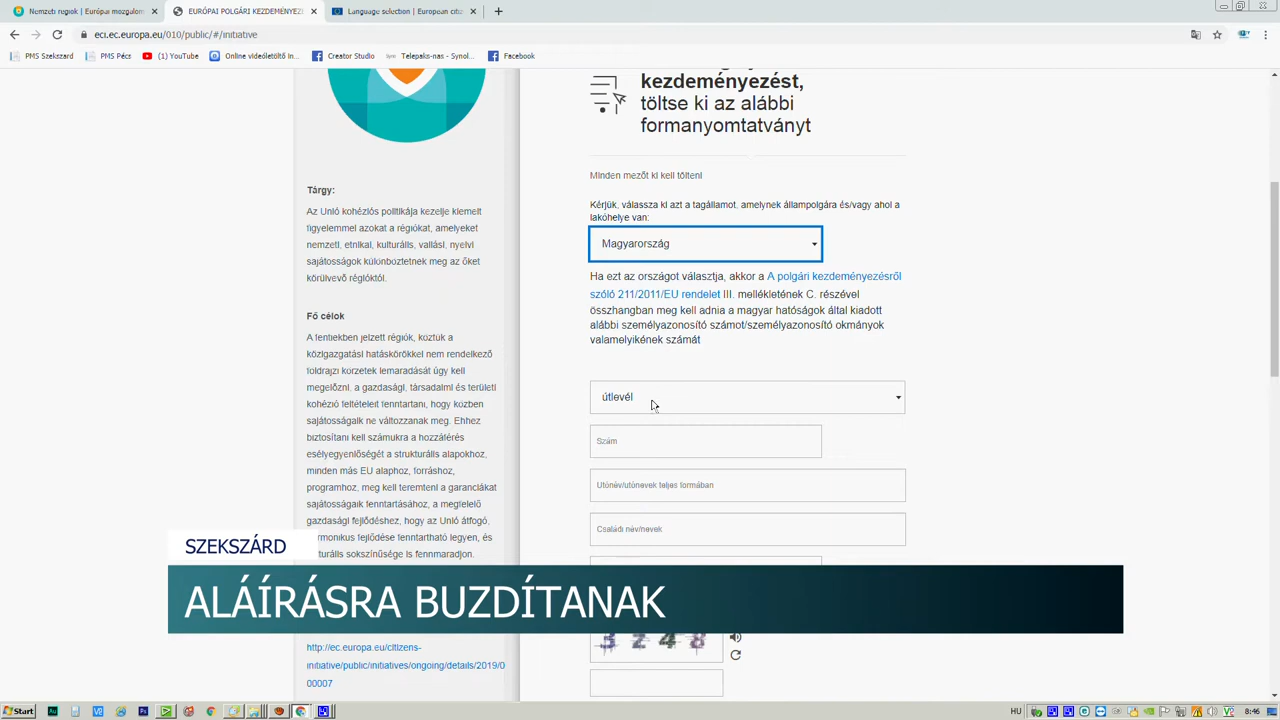 Nemzeti régiók | Európai mozgalom
EURÓPAI POLGÁRI KEZDEMÉNYEZÉ
Language selection | European citiz
eci.ec.europa.eu/010/public/#/initiative
PMS Szekszard
PMS Pécs
(1) YouTube
Online videóletöltő In...
Creator Studio
Telepaks-nas - Synol...
Facebook
kezdeményezést,
töltse ki az alábbi
formanyomtatványt
Tárgy:
Az Unió kohéziós politikája kezelje kiemelt
figyelemmel azokat a régiókat, amelyeket
nemzeti, etnikai, kulturális, vallási, nyelvi
sajátosságok különböztetnek meg az őket
körülvevő régióktól.
Fő célok
A fentiekben jelzett régiók, köztük a
közigazgatási hatáskörökkel nem rendelkező
földrajzi körzetek lemaradását úgy kell
megelőzni, a gazdasági, társadalmi és területi
kohézió feltételeit fenntartani, hogy közben
sajátosságaik ne változzanak meg. Ehhez
biztosítani kell számukra a hozzáférés
esélyegyenlőségét a strukturális alapokhoz,
minden más EU alaphoz, forráshoz,
programhoz, meg kell teremteni a garanciákat
sajátosságaik fenntartásához, a megfelelő
gazdasági fejlődéshez, hogy az Unió átfogó,
harmonikus fejlődése fenntartható legyen, és
kulturális sokszínűsége is fennmaradjon.
http://ec.europa.eu/citizens-
initiative/public/initiatives/ongoing/details/2019/0
00007
Minden mezőt ki kell tölteni
Kérjük, válassza ki azt a tagállamot, amelynek állampolgára és/vagy ahol a
lakóhelye van:
Magyarország
Ha ezt az országot választja, akkor a A polgári kezdeményezésről
szóló 211/2011/EU rendelet III. mellékletének C. részével
összhangban meg kell adnia a magyar hatóságok által kiadott
alábbi személyazonosító számot/személyazonosító okmányok
valamelyikének számát
útlevél
Szám
Utónév/utónevek teljes formában
Családi név/nevek
SZEKSZÁRD
ALÁÍRÁSRA BUZDÍTANAK
3 2 4 8
Start
HU
8:46